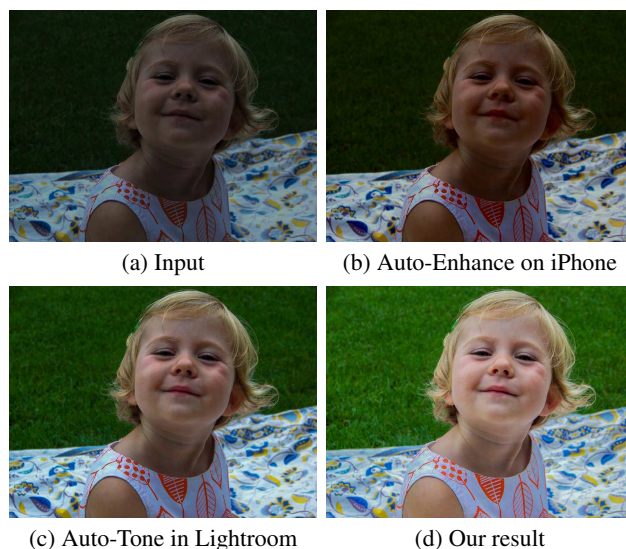 (a) Input
(b) Auto-Enhance on iPhone
(c) Auto-Tone in Lightroom
(d) Our result